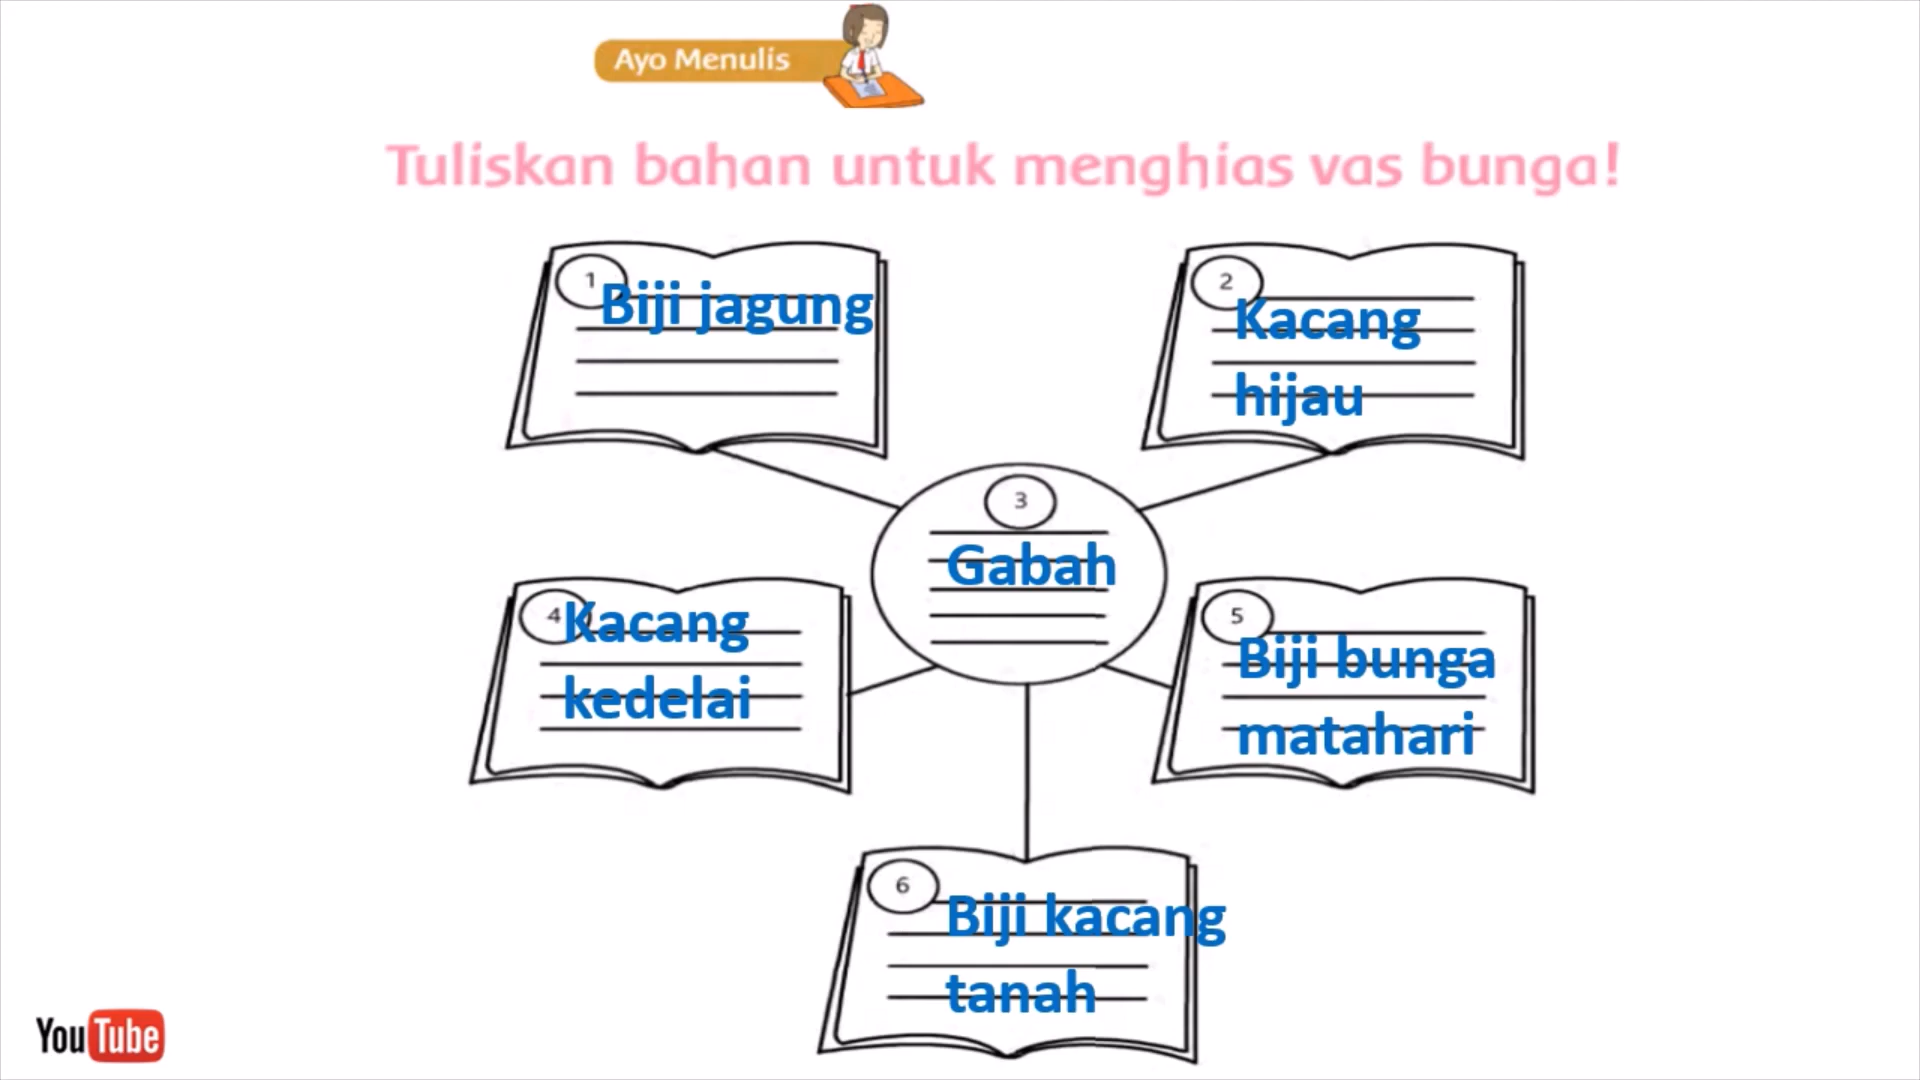 Ayo Menulis
Tuliskan bahan untuk menghias vas bunga!
1
Biji jagung
2
Kacang
hijau
3
Gabah
4
Kacang
kedelai
5
Biji bunga
matahari
6
Biji kacang
tanah
YouTube